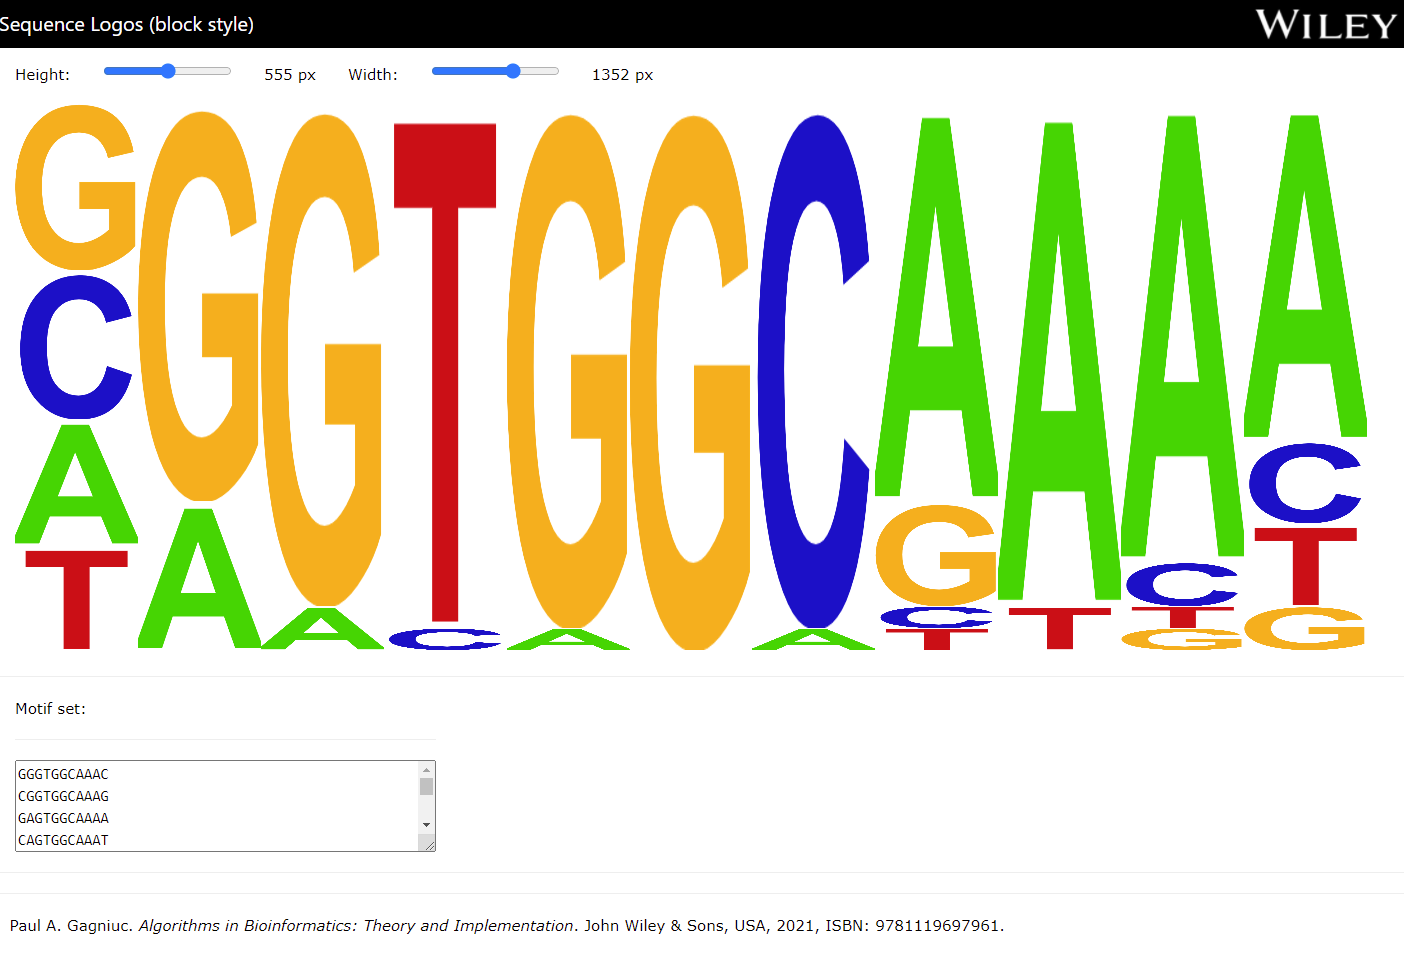 Sequence Logos (block style)
WILEY
Height: 555 px Width: 1352 px
G G G T G G C A A A A
C A A C A A G T C C
A C T T
T T G G
Motif set:
GGGTGGCAAAC
CGGTGGCAAAG
GAGTGGCAAAA
CAGTGGCAAAT
Paul A. Gagniuc. Algorithms in Bioinformatics: Theory and Implementation. John Wiley & Sons, USA, 2021, ISBN: 9781119697961.